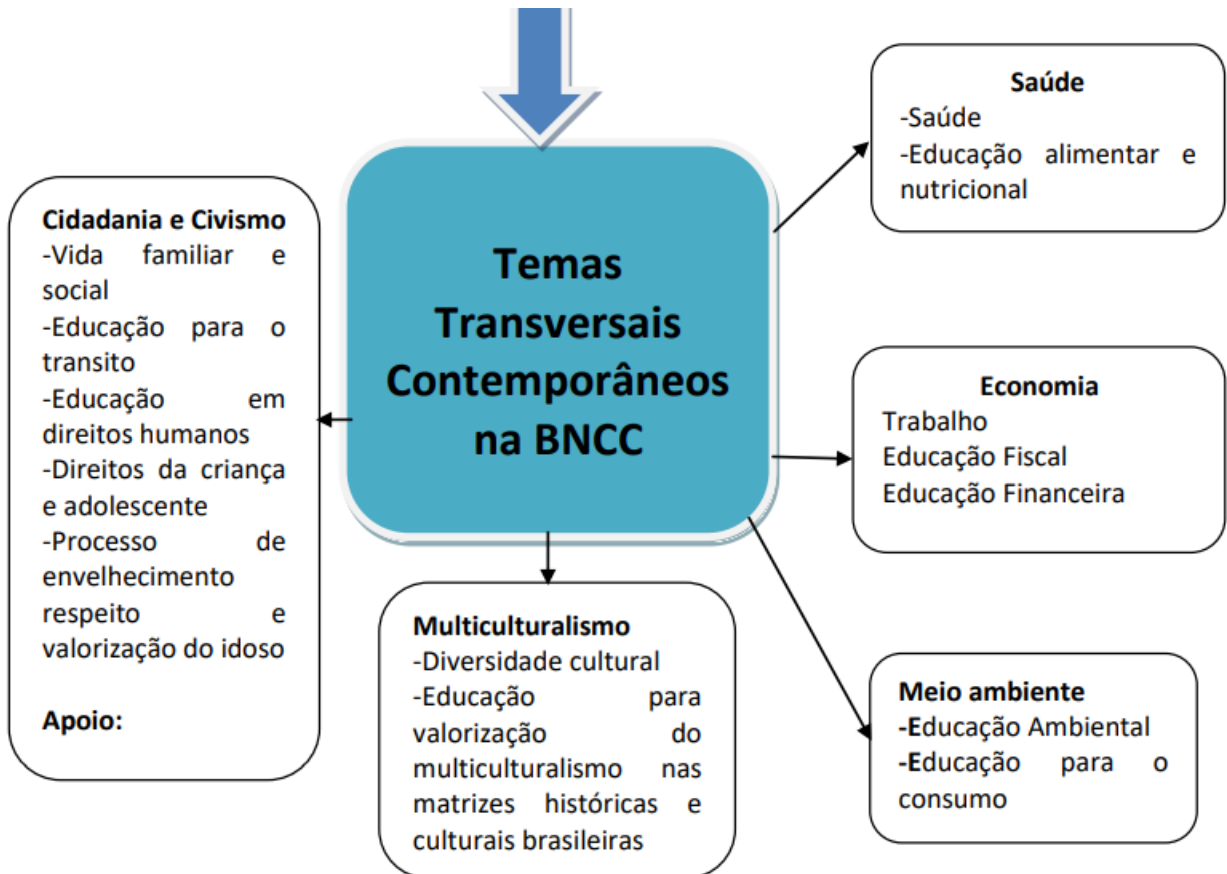 Temas
Transversais
Contemporâneos
na BNCC
Cidadania e Civismo
-Vida familiar e
social
-Educação para o
transito
-Educação em
direitos humanos
-Direitos da criança
e adolescente
-Processo de
envelhecimento
respeito e
valorização do idoso
Apoio:
Multiculturalismo
-Diversidade cultural
-Educação para
valorização do
multiculturalismo nas
matrizes históricas e
culturais brasileiras
Saúde
-Saúde
-Educação alimentar e
nutricional
Economia
Trabalho
Educação Fiscal
Educação Financeira
Meio ambiente
-Educação Ambiental
-Educação para o
consumo